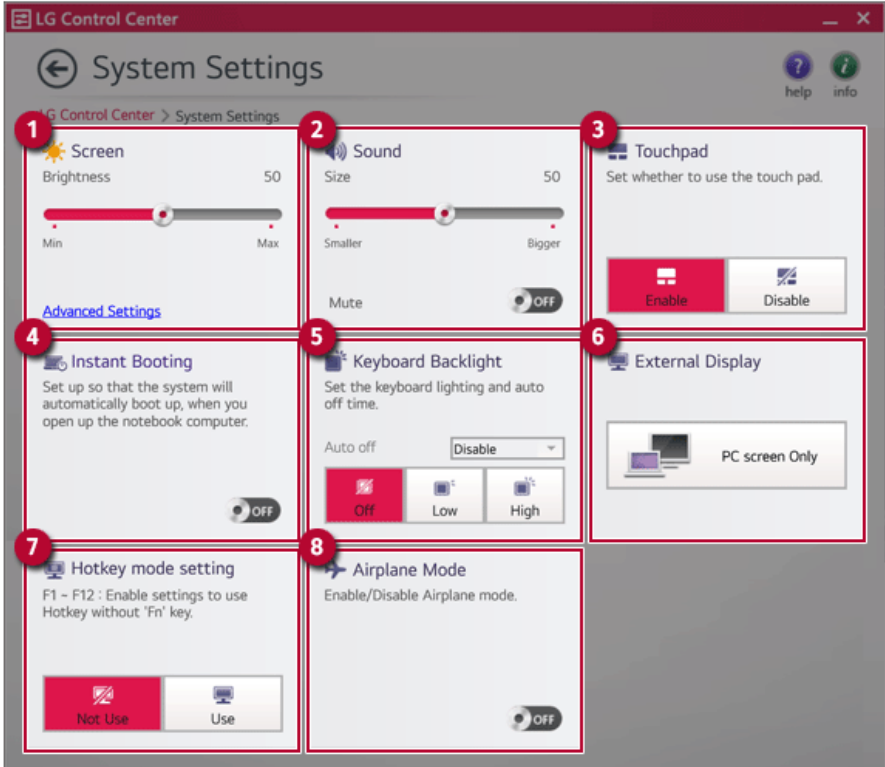 LG Control Center
System Settings
help
info
LG Control Center > System Settings
1
Screen
Brightness 50
Min Max
Advanced Settings
2
Sound
Size 50
Smaller Bigger
Mute OFF
3
Touchpad
Set whether to use the touch pad.
Enable Disable
4
Instant Booting
Set up so that the system will
automatically boot up, when you
open up the notebook computer.
OFF
5
Keyboard Backlight
Set the keyboard lighting and auto
off time.
Auto off Disable
Off Low High
6
External Display
PC screen Only
7
Hotkey mode setting
F1 ~ F12 : Enable settings to use
Hotkey without 'Fn' key.
Not Use Use
8
Airplane Mode
Enable/Disable Airplane mode.
OFF